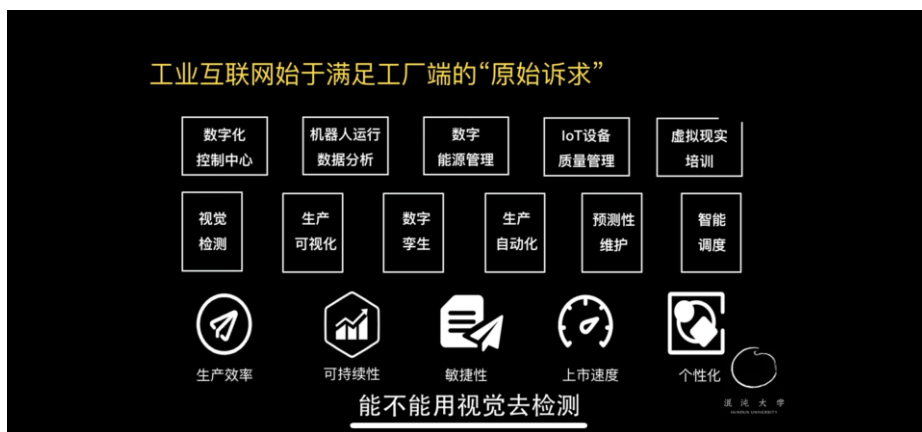 工业互联网始于满足工厂端的“原始诉求”
数字化
控制中心
机器人运行
数据分析
数字
能源管理
IoT设备
质量管理
虚拟现实
培训
视觉
检测
生产
可视化
数字
孪生
生产
自动化
预测性
维护
智能
调度
生产效率
可持续性
敏捷性
上市速度
个性化
混沌大学
HUNDUN UNIVERSITY
能不能用视觉去检测